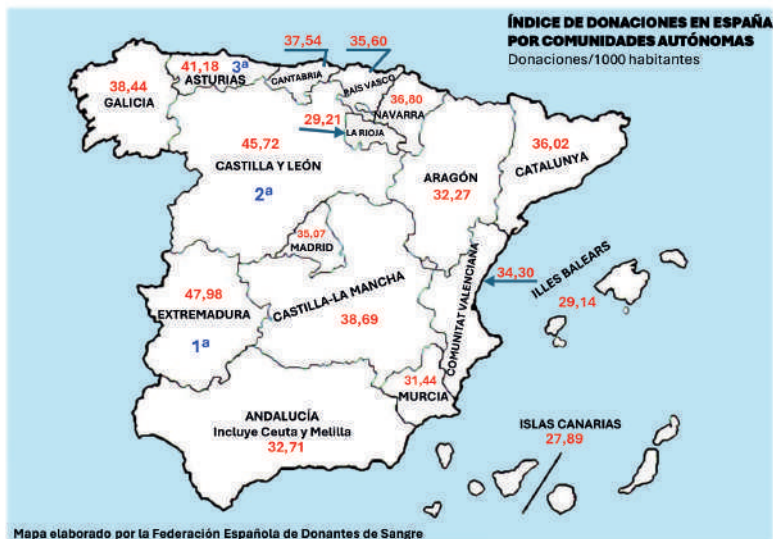 ÍNDICE DE DONACIONES EN ESPAÑA
POR COMUNIDADES AUTÓNOMAS
Donaciones/1000 habitantes
37,54
35,60
41,18 3ª
ASTURIAS
CANTABRIA
PAÍS VASCO
38,44
GALICIA
36,80
NAVARRA
29,21
LA RIOJA
45,72
CASTILLA Y LEÓN
2ª
36,02
CATALUNYA
ARAGÓN
32,27
35,07
MADRID
34,30
COMUNITAT VALENCIANA
ILLES BALEARS
29,14
47,98
EXTREMADURA
1ª
CASTILLA-LA MANCHA
38,69
31,44
MURCIA
ANDALUCÍA
Incluye Ceuta y Melilla
32,71
ISLAS CANARIAS
27,89
Mapa elaborado por la Federación Española de Donantes de Sangre